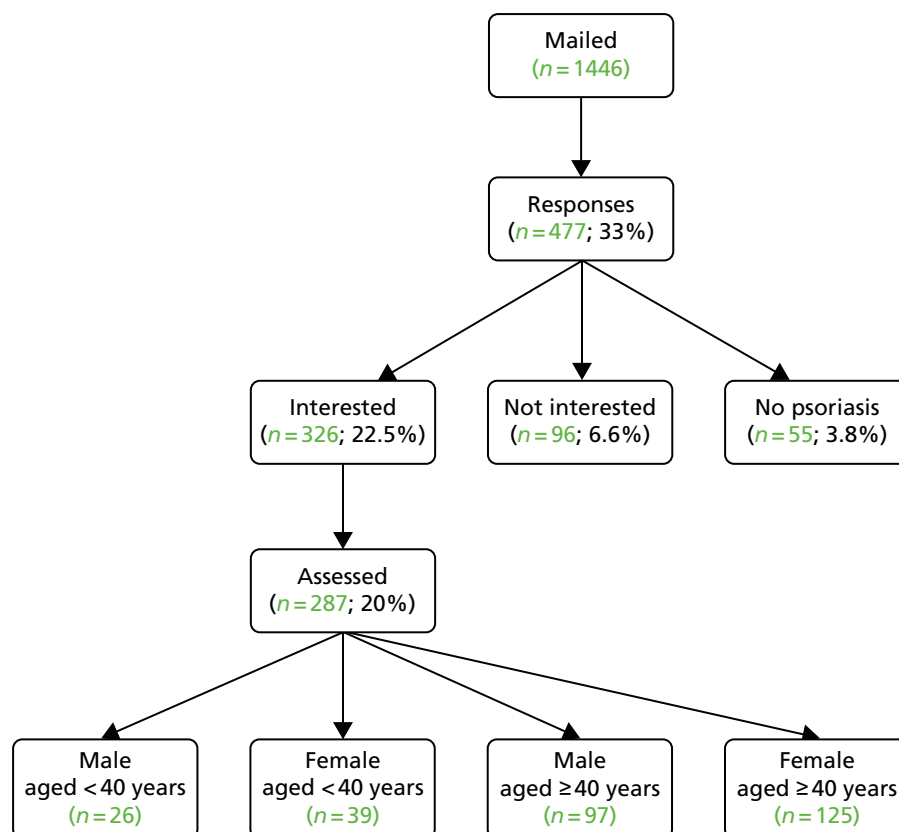 Mailed
(n=1446)
Responses
(n=477; 33%)
Interested
(n=326; 22.5%)
Not interested
(n=96; 6.6%)
No psoriasis
(n=55; 3.8%)
Assessed
(n=287; 20%)
Male
aged <40 years
(n=26)
Female
aged <40 years
(n=39)
Male
aged ≥40 years
(n=97)
Female
aged ≥40 years
(n=125)